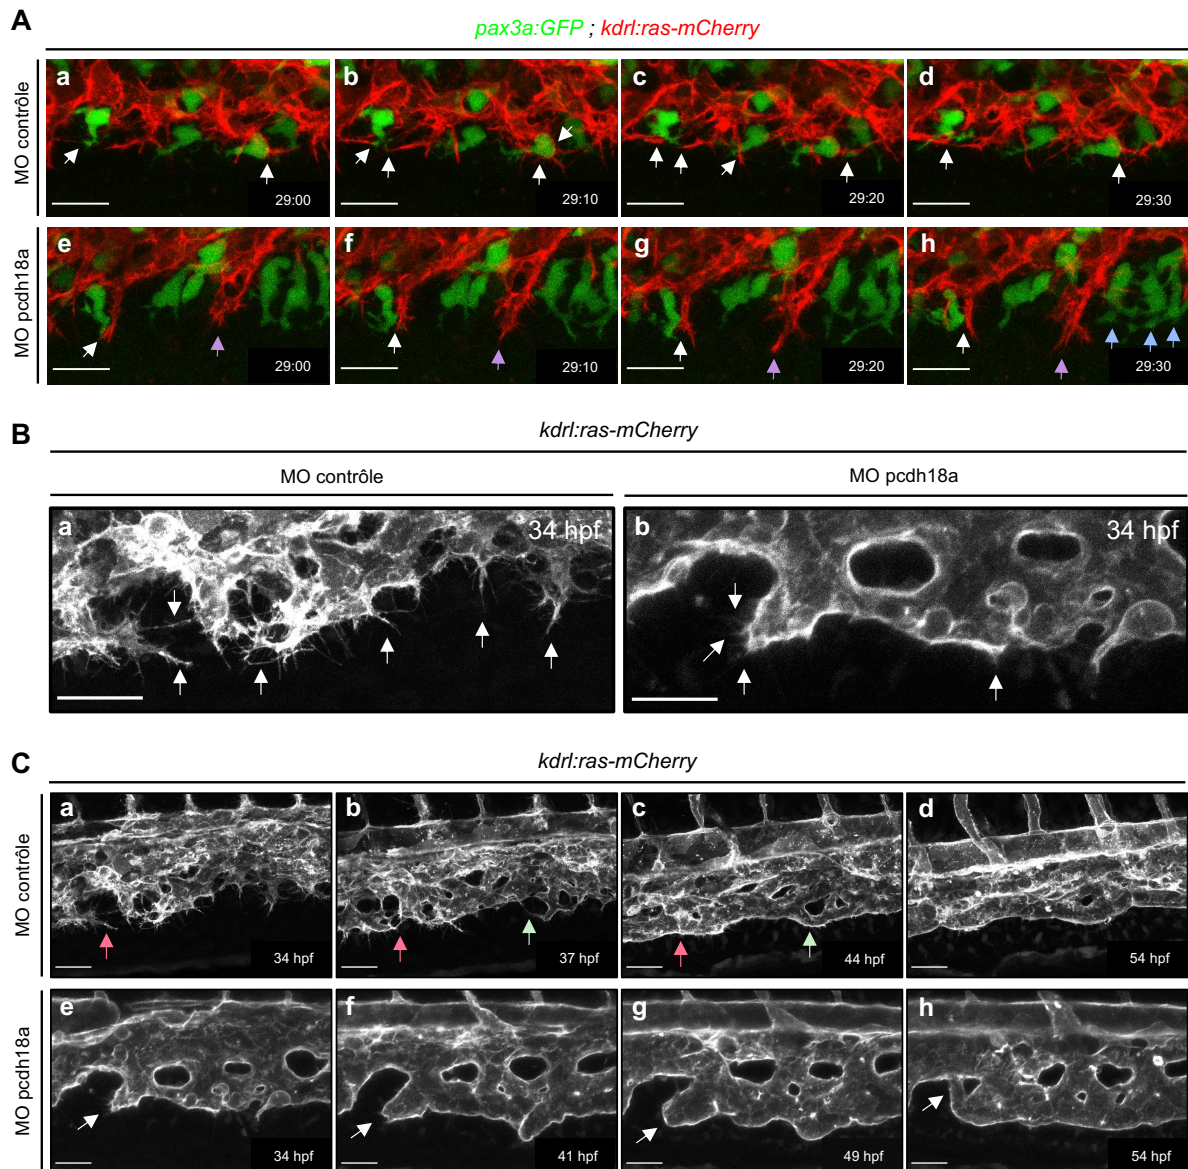 A
pax3a:GFP ; kdrl:ras-mCherry
MO contrôle
a
b
c
d
29:00
29:10
29:20
29:30
MO pcdh18a
e
f
g
h
29:00
29:10
29:20
29:30
B
kdrl:ras-mCherry
MO contrôle
MO pcdh18a
a
34 hpf
b
34 hpf
C
kdrl:ras-mCherry
MO contrôle
a
b
c
d
34 hpf
37 hpf
44 hpf
54 hpf
MO pcdh18a
e
f
g
h
34 hpf
41 hpf
49 hpf
54 hpf